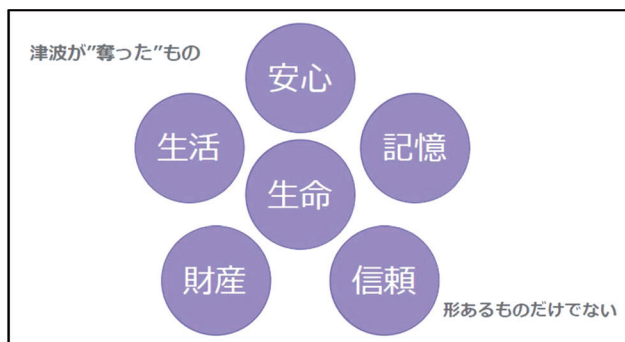 津波が”奪った”もの
安心
生活
記憶
生命
財産
信頼
形あるものだけでない